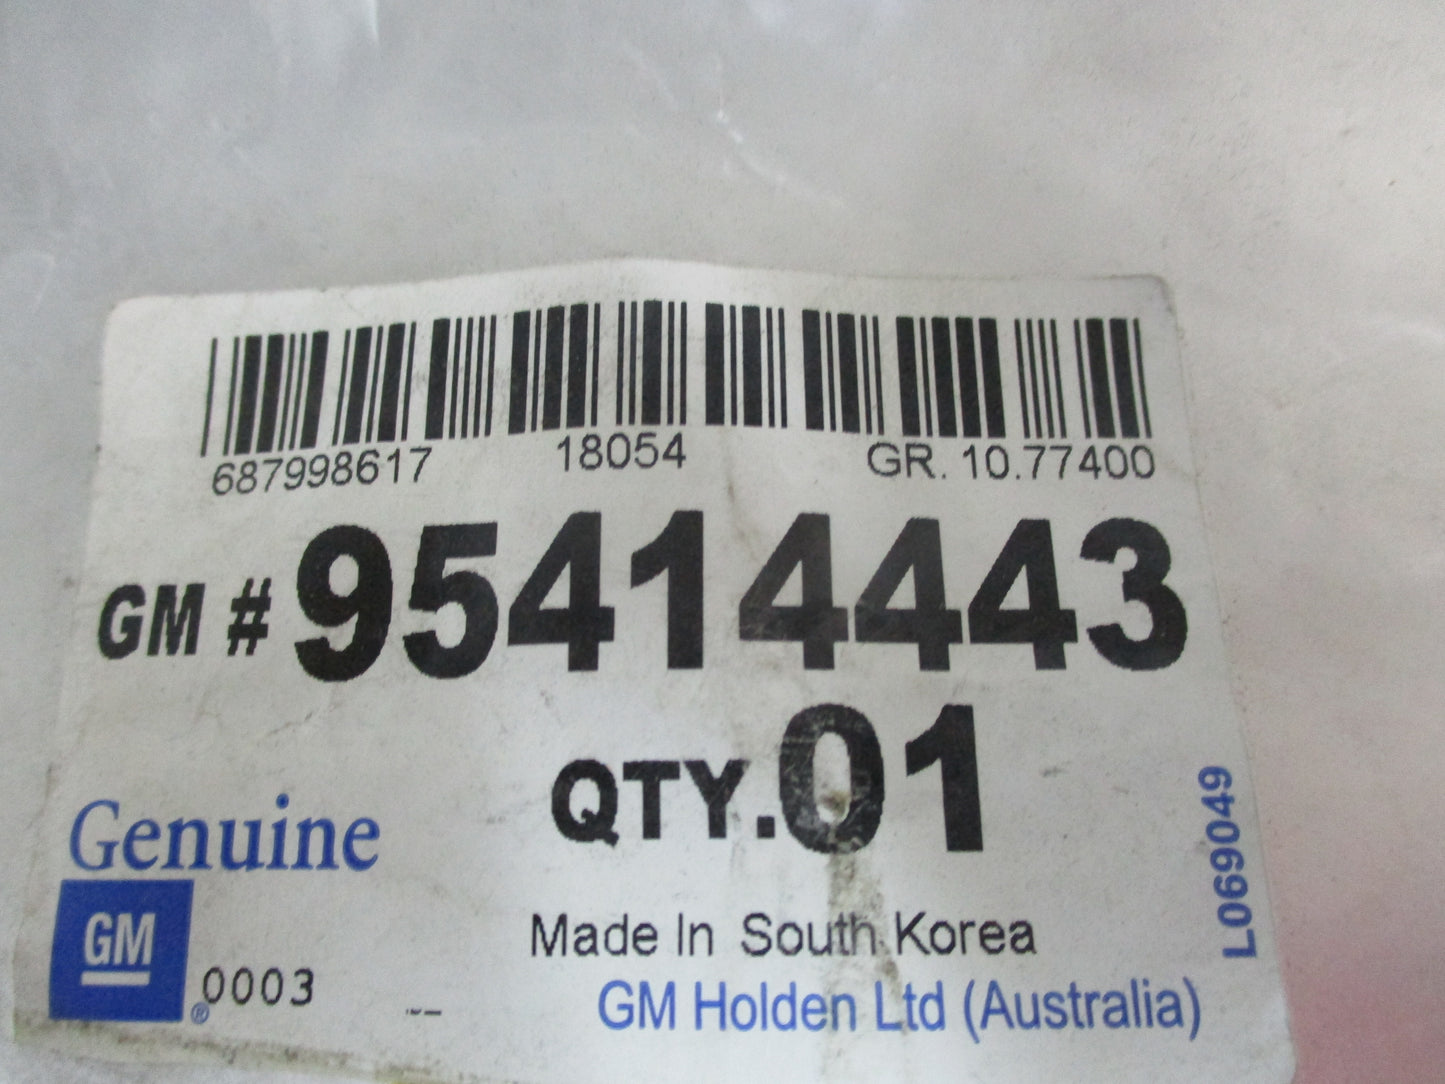 687998617 18054 GR. 10.77400
GM # 95414443
QTY. 01
Genuine
GM
® 0003
Made In South Korea
GM Holden Ltd (Australia)
L069049